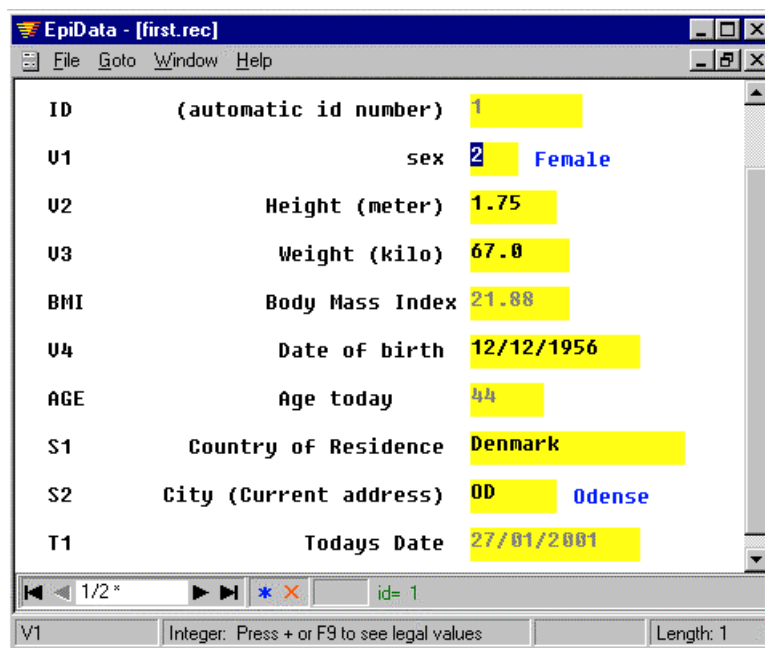 EpiData - [first.rec]
File Goto Window Help
ID (automatic id number) 1
V1 sex 2 Female
V2 Height (meter) 1.75
V3 Weight (kilo) 67.0
BMI Body Mass Index 21.88
V4 Date of birth 12/12/1956
AGE Age today 44
S1 Country of Residence Denmark
S2 City (Current address) OD Odense
T1 Todays Date 27/01/2001
1/2 * id= 1
V1 Integer: Press + or F9 to see legal values Length: 1